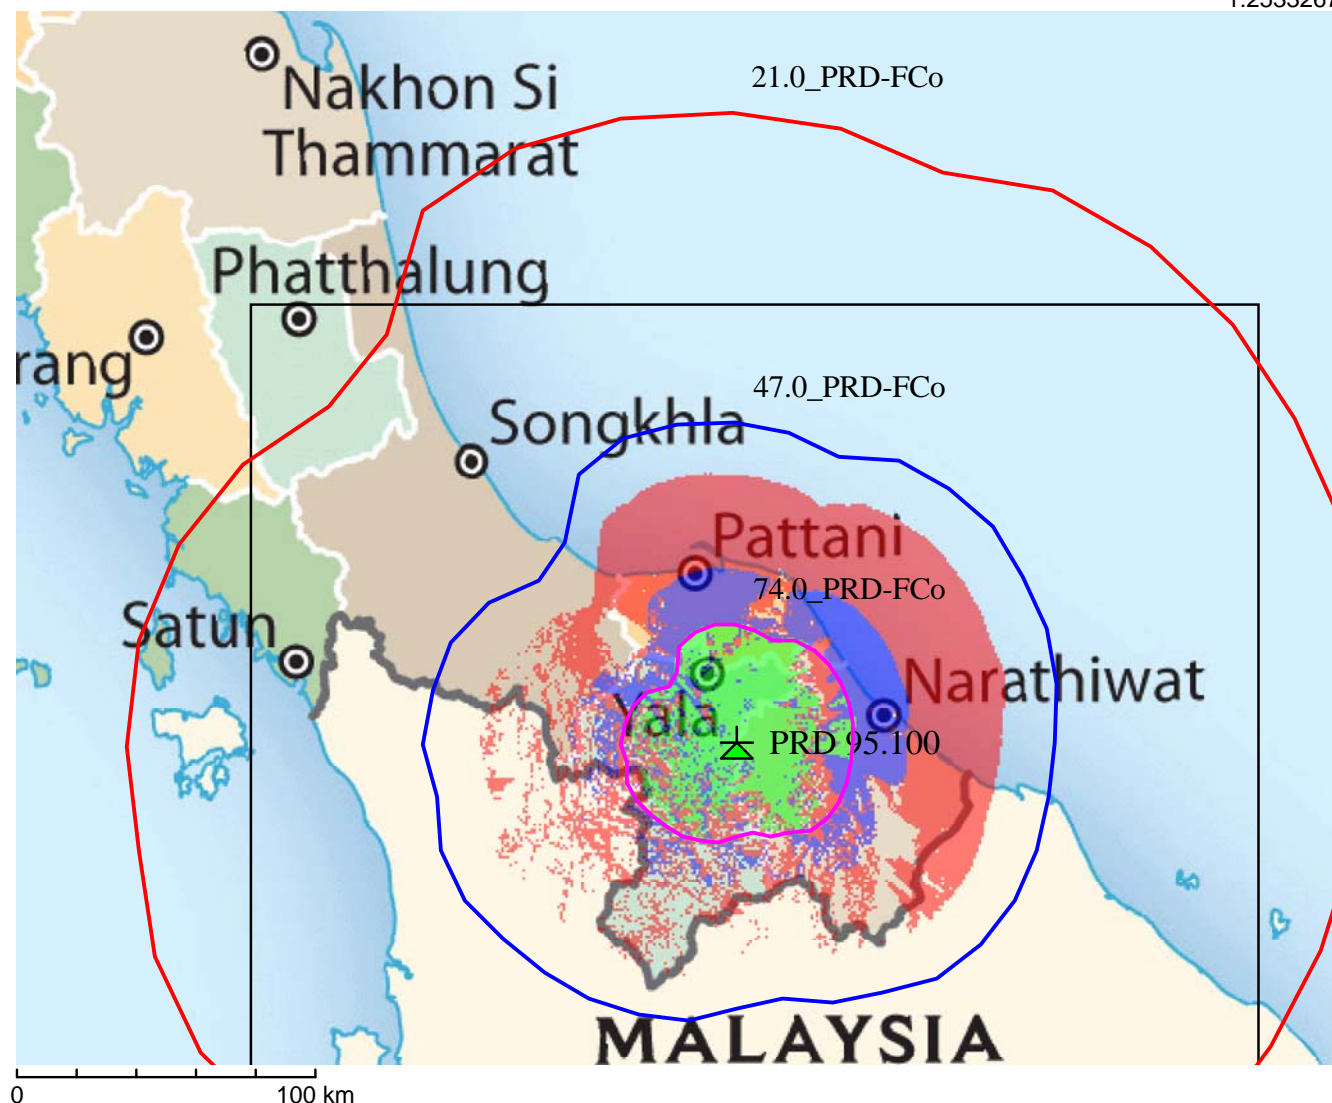 21.0_PRD-FCo
Nakhon Si
Thammarat
Phatthalung
rang
47.0_PRD-FCo
Songkhla
Pattani
74.0_PRD-FCo
Satun
Narathiwat
Yala
PRD 95.100
MALAYSIA
0
100 km